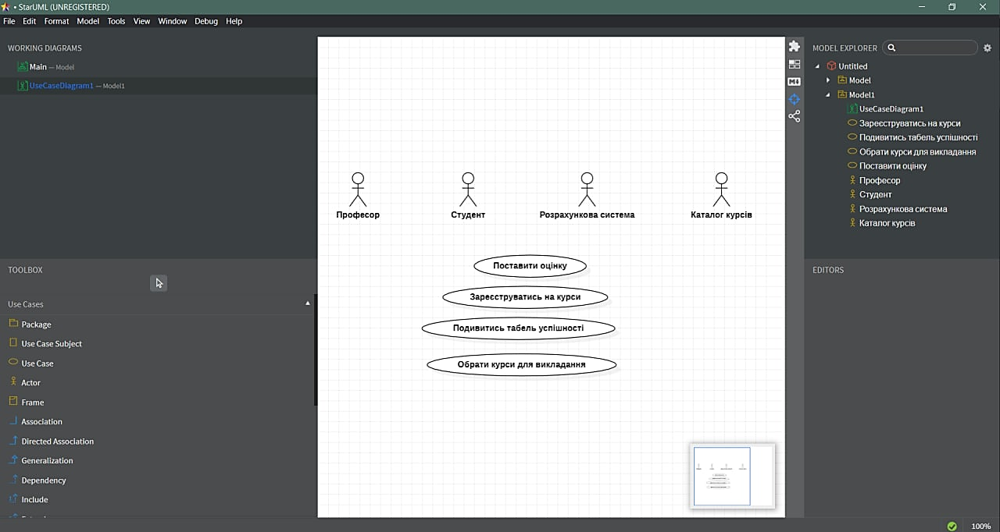 • StarUML (UNREGISTERED)
File Edit Format Model Tools View Window Debug Help
WORKING DIAGRAMS
Main — Model
UseCaseDiagram1 — Model1
TOOLBOX
Use Cases
Package
Use Case Subject
Use Case
Actor
Frame
Association
Directed Association
Generalization
Dependency
Include
Професор
Студент
Розрахункова система
Каталог курсів
Поставити оцінку
Зареєструватись на курси
Подивитись табель успішності
Обрати курси для викладання
MODEL EXPLORER
Untitled
Model
Model1
UseCaseDiagram1
Зареєструватись на курси
Подивитись табель успішності
Обрати курси для викладання
Поставити оцінку
Професор
Студент
Розрахункова система
Каталог курсів
EDITORS
100%